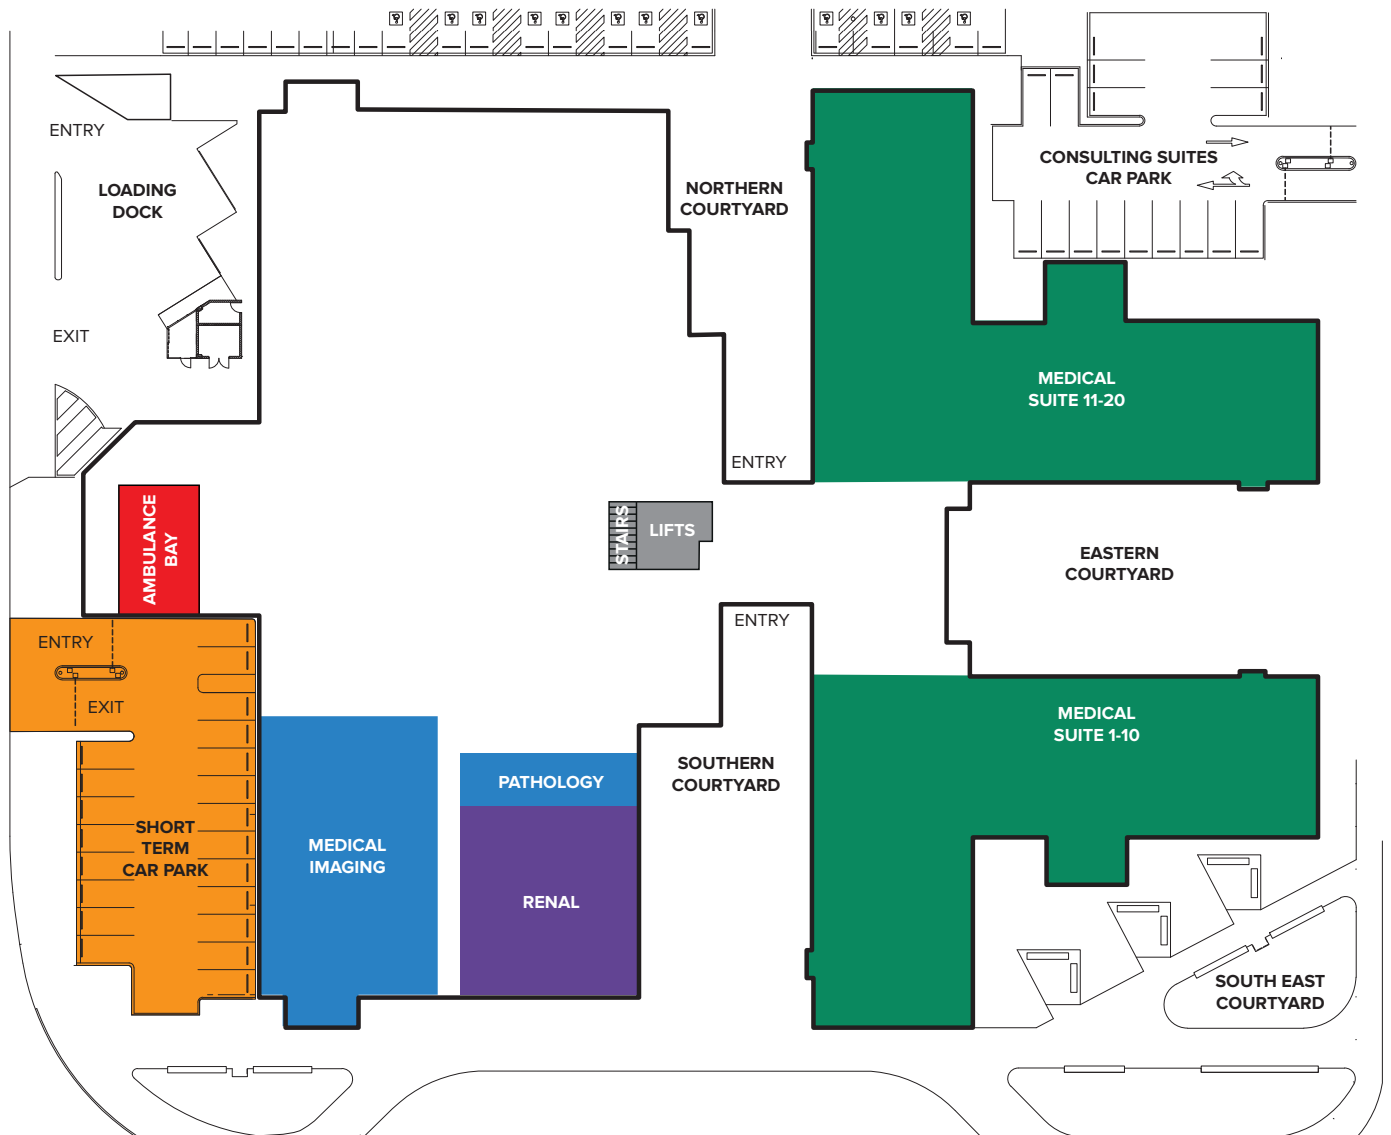 ENTRY
LOADING
DOCK
EXIT
NORTHERN
COURTYARD
CONSULTING SUITES
CAR PARK
MEDICAL
SUITE 11-20
ENTRY
AMBULANCE
BAY
STAIRS
LIFTS
EASTERN
COURTYARD
ENTRY
ENTRY
EXIT
MEDICAL
SUITE 1-10
SOUTHERN
COURTYARD
PATHOLOGY
SHORT
TERM
CAR PARK
MEDICAL
IMAGING
RENAL
SOUTH EAST
COURTYARD